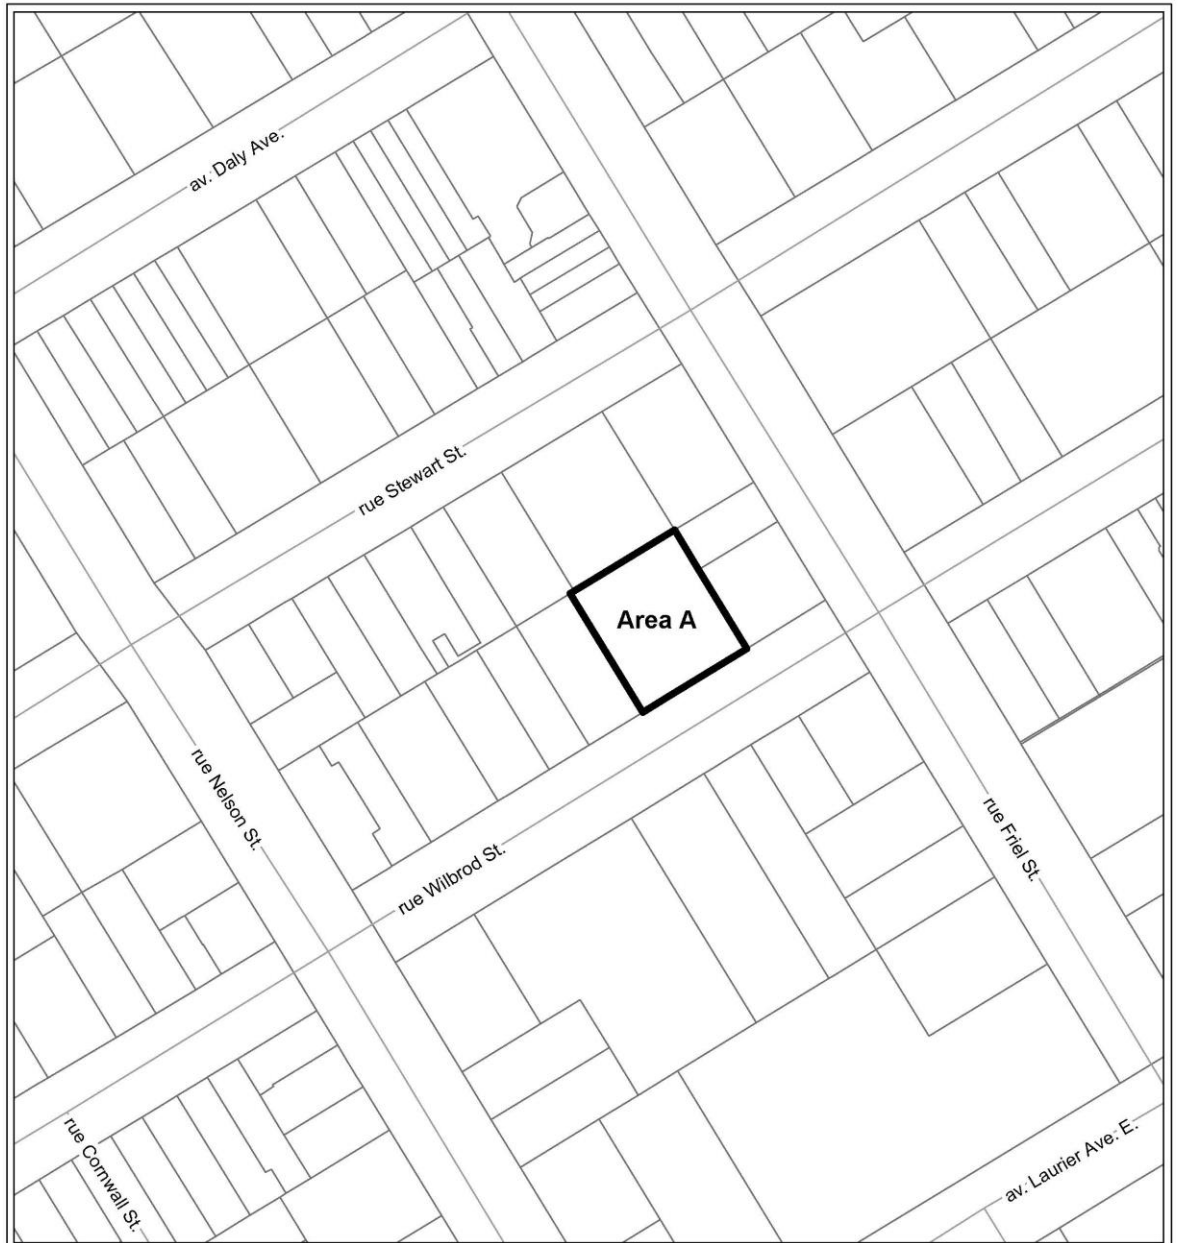 av. Daly Ave.
rue Stewart St.
Area A
rue Nelson St.
rue Friel St.
rue Wilbrod St.
rue Cornwall St.
av. Laurier Ave. E.